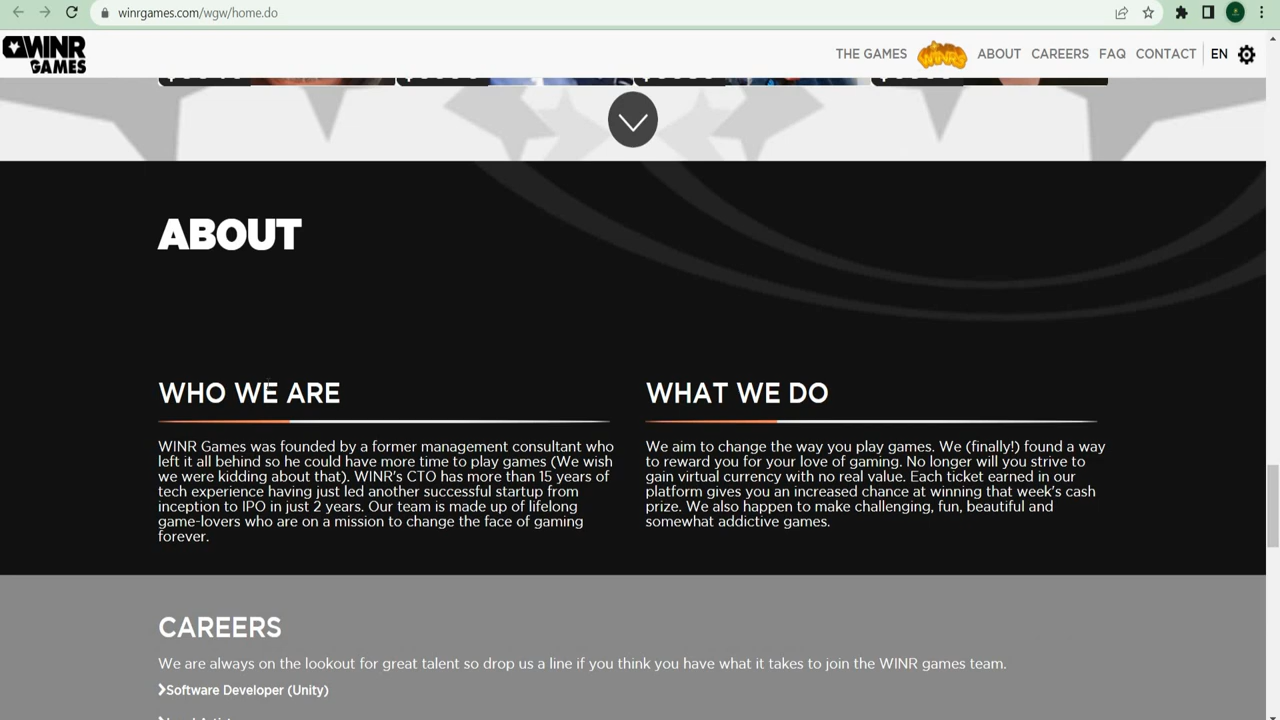 winrgames.com/wgw/home.do
WINR
GAMES
THE GAMES
WINRS
ABOUT
CAREERS
FAQ
CONTACT
EN
ABOUT
WHO WE ARE
WINR Games was founded by a former management consultant who
left it all behind so he could have more time to play games (We wish
we were kidding about that). WINR's CTO has more than 15 years of
tech experience having just led another successful startup from
inception to IPO in just 2 years. Our team is made up of lifelong
game-lovers who are on a mission to change the face of gaming
forever.
WHAT WE DO
We aim to change the way you play games. We (finally!) found a way
to reward you for your love of gaming. No longer will you strive to
gain virtual currency with no real value. Each ticket earned in our
platform gives you an increased chance at winning that week's cash
prize. We also happen to make challenging, fun, beautiful and
somewhat addictive games.
CAREERS
We are always on the lookout for great talent so drop us a line if you think you have what it takes to join the WINR games team.
Software Developer (Unity)